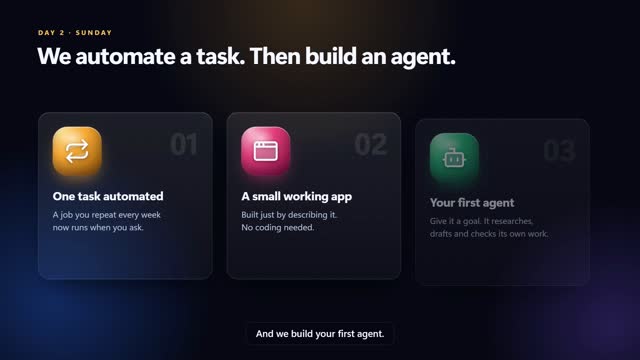 DAY 2 · SUNDAY
We automate a task. Then build an agent.
01
One task automated
A job you repeat every week
now runs when you ask.
02
A small working app
Built just by describing it.
No coding needed.
03
Your first agent
Give it a goal. It researches,
drafts and checks its own work.
And we build your first agent.